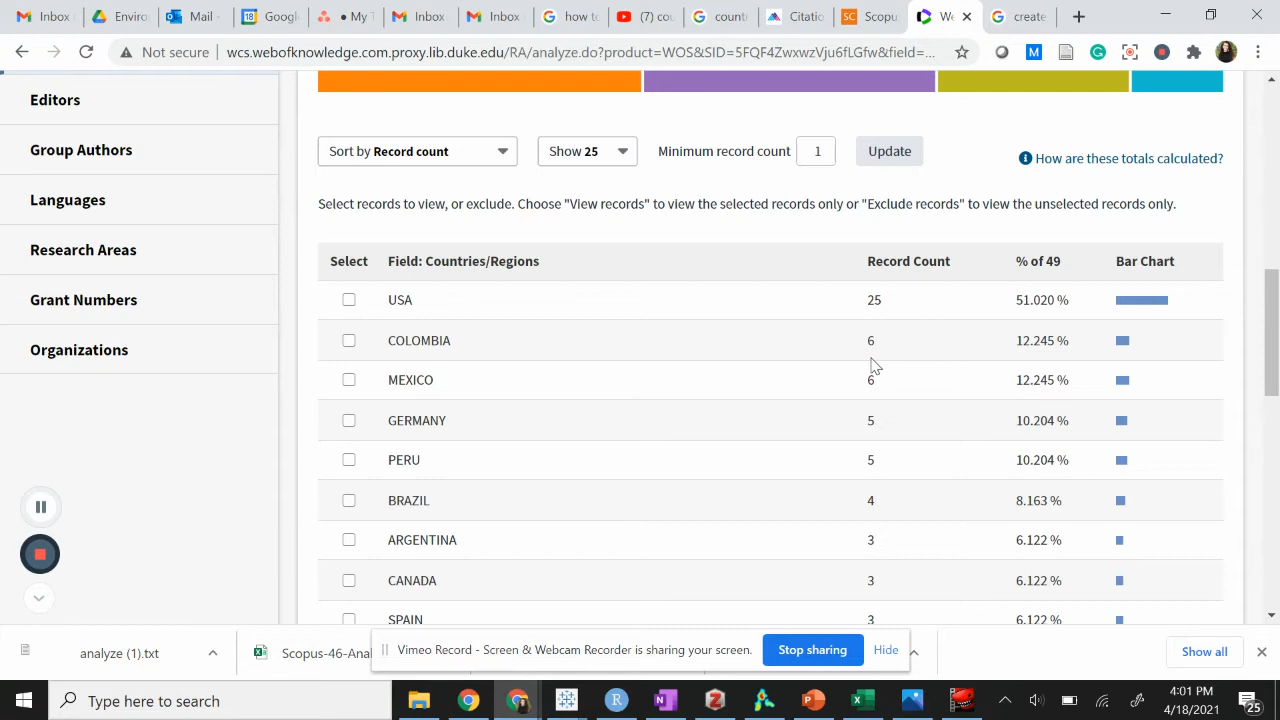 Inbox
Envir
Mail -
Googl
• My T
Inbox
Inbox
how to
(7) cou
countr
Citatio
Scopu
We
create
Not secure
wcs.webofknowledge.com.proxy.lib.duke.edu/RA/analyze.do?product=WOS&SID=5FQF4ZwxwzVju6fLGfw&field=...
Editors
Group Authors
Languages
Research Areas
Grant Numbers
Organizations
Sort by Record count
Show 25
Minimum record count 1
Update
How are these totals calculated?
Select records to view, or exclude. Choose "View records" to view the selected records only or "Exclude records" to view the unselected records only.
Select Field: Countries/Regions Record Count % of 49 Bar Chart
USA 25 51.020 %
COLOMBIA 6 12.245 %
MEXICO 6 12.245 %
GERMANY 5 10.204 %
PERU 5 10.204 %
BRAZIL 4 8.163 %
ARGENTINA 3 6.122 %
CANADA 3 6.122 %
SPAIN 3 6.122 %
analyze (1).txt
Scopus-46-Anal
Vimeo Record - Screen & Webcam Recorder is sharing your screen.
Stop sharing
Hide
Show all
Type here to search
4:01 PM
4/18/2021
25